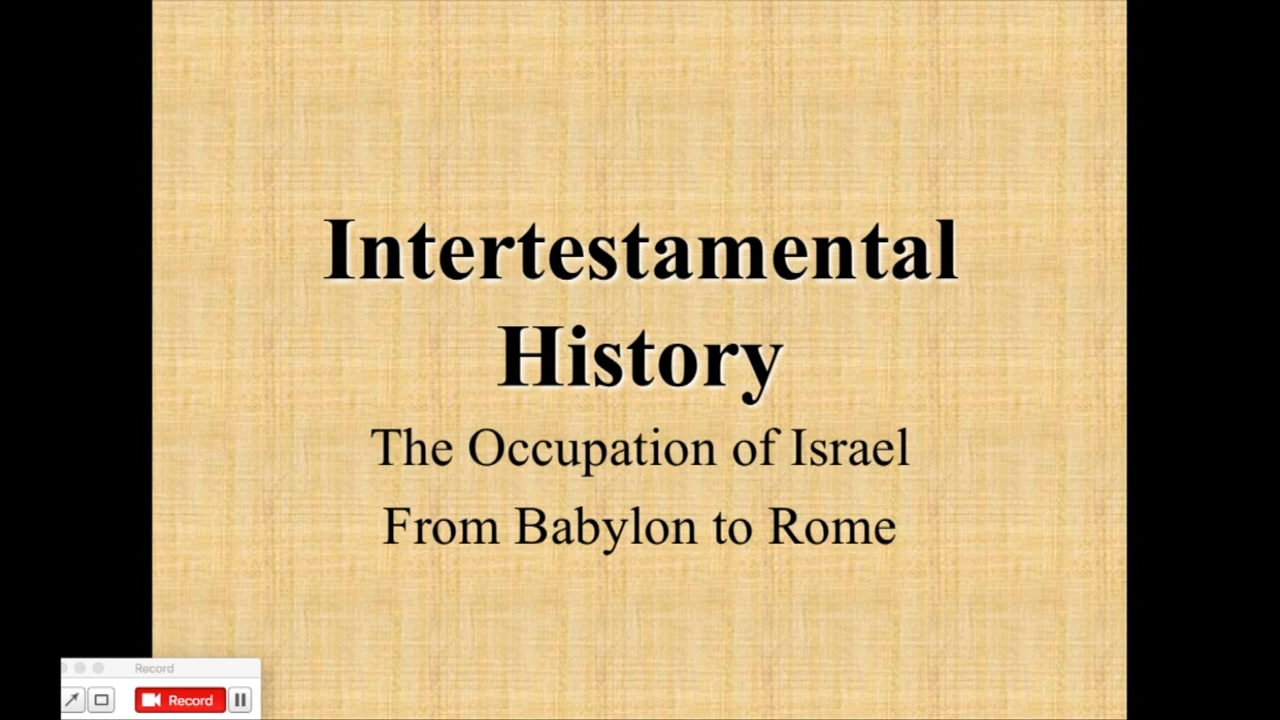 Intertestamental
History
The Occupation of Israel
From Babylon to Rome
Record
Record